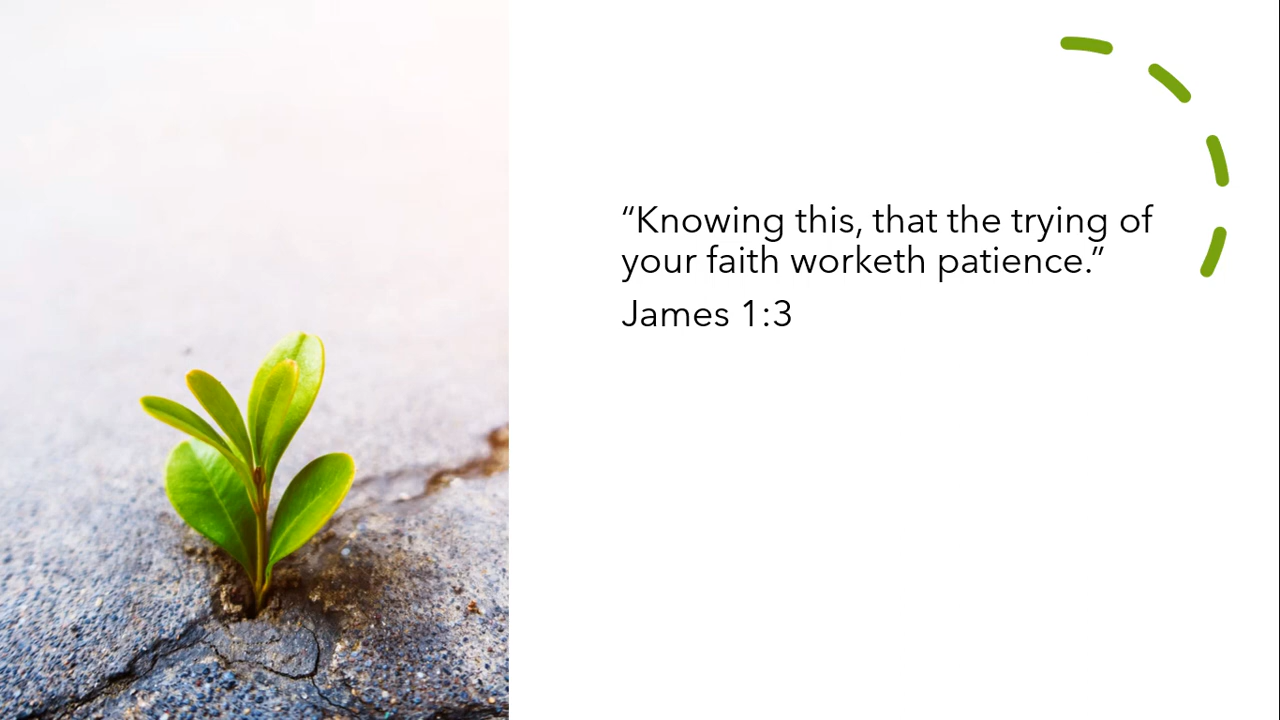 “Knowing this, that the trying of
your faith worketh patience.”
James 1:3